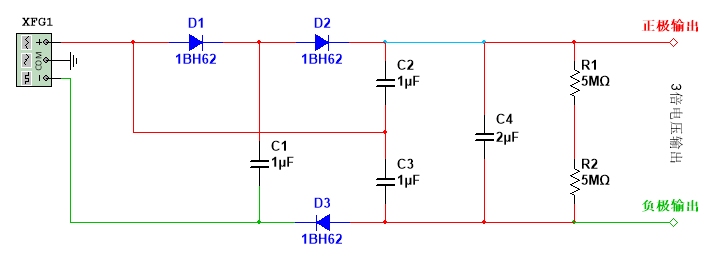 XFG1
COM
D1
1BH62
D2
1BH62
正极输出
C2
1µF
R1
5MΩ
3倍电压输出
C4
2µF
C1
1µF
C3
1µF
R2
5MΩ
D3
1BH62
负极输出